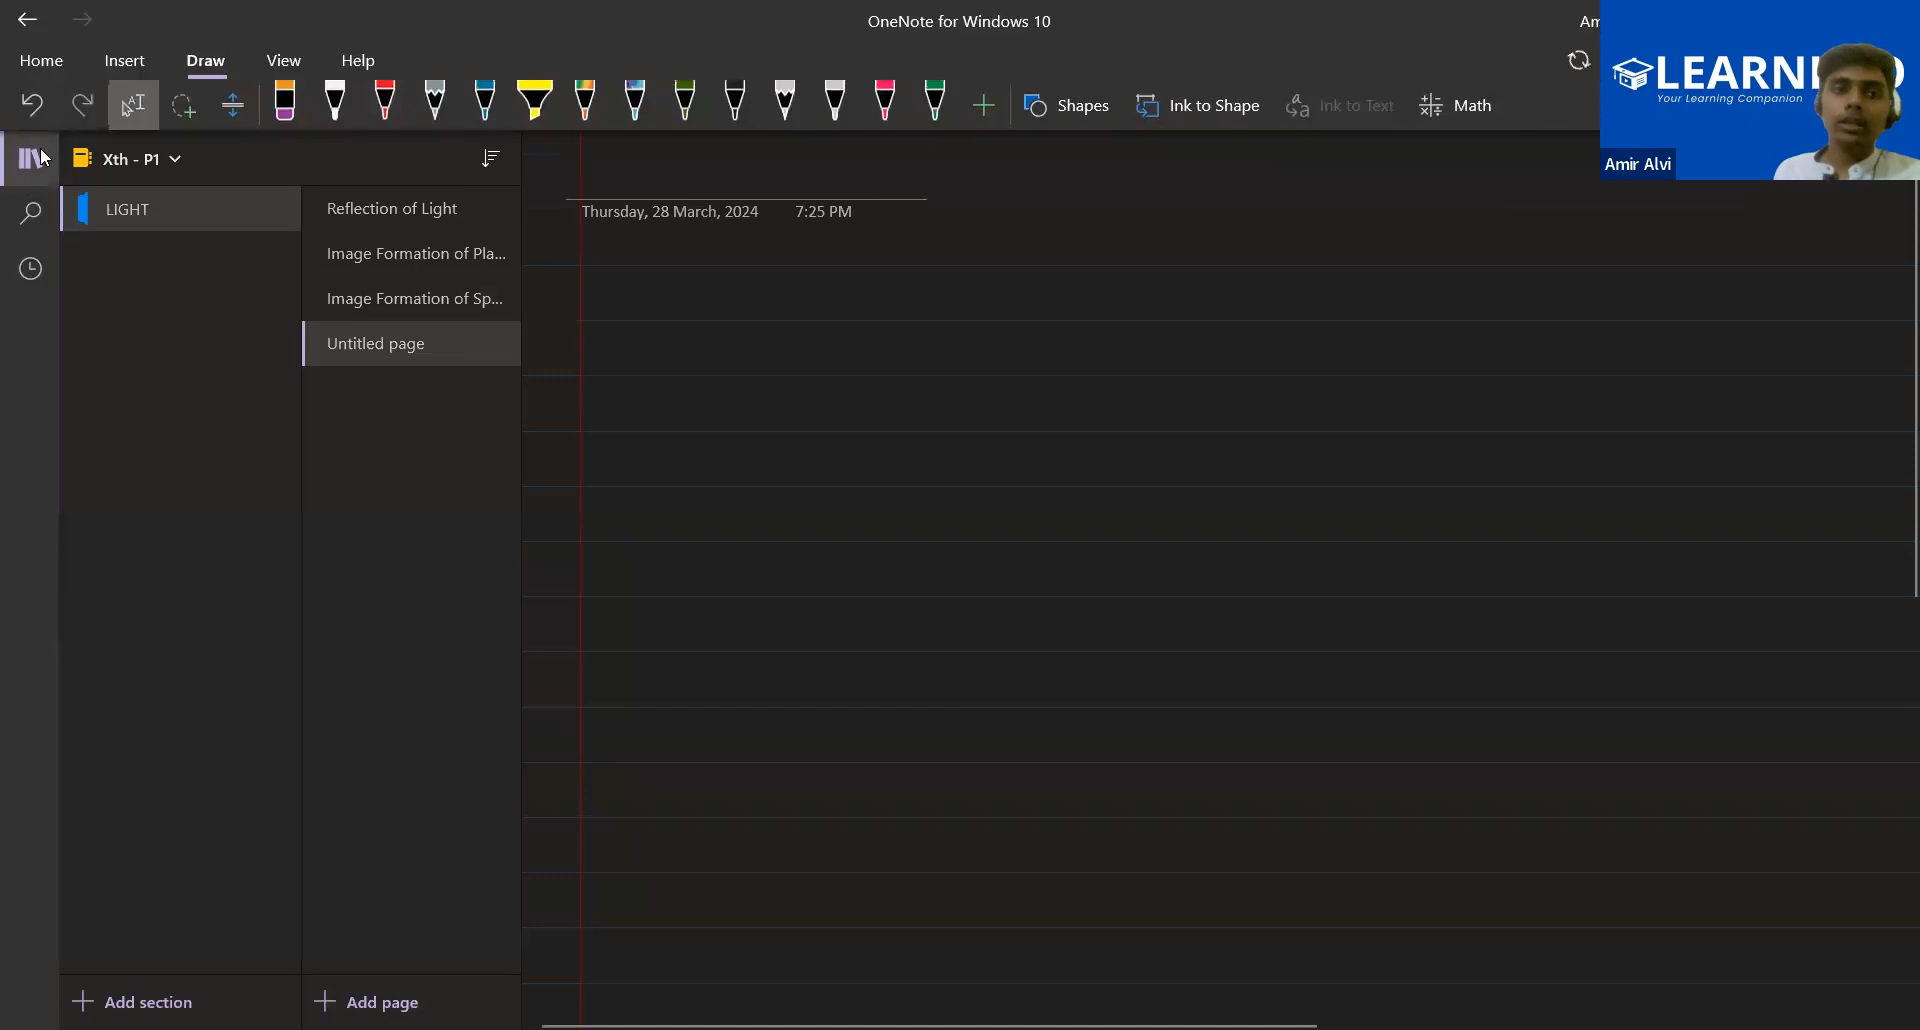 OneNote for Windows 10
Home Insert Draw View Help
Shapes Ink to Shape Ink to Text Math
LEARN
Your Learning Companion
Amir Alvi
Xth - P1
LIGHT
Reflection of Light
Image Formation of Pla...
Image Formation of Sp...
Untitled page
Thursday, 28 March, 2024 7:25 PM
Add section
Add page